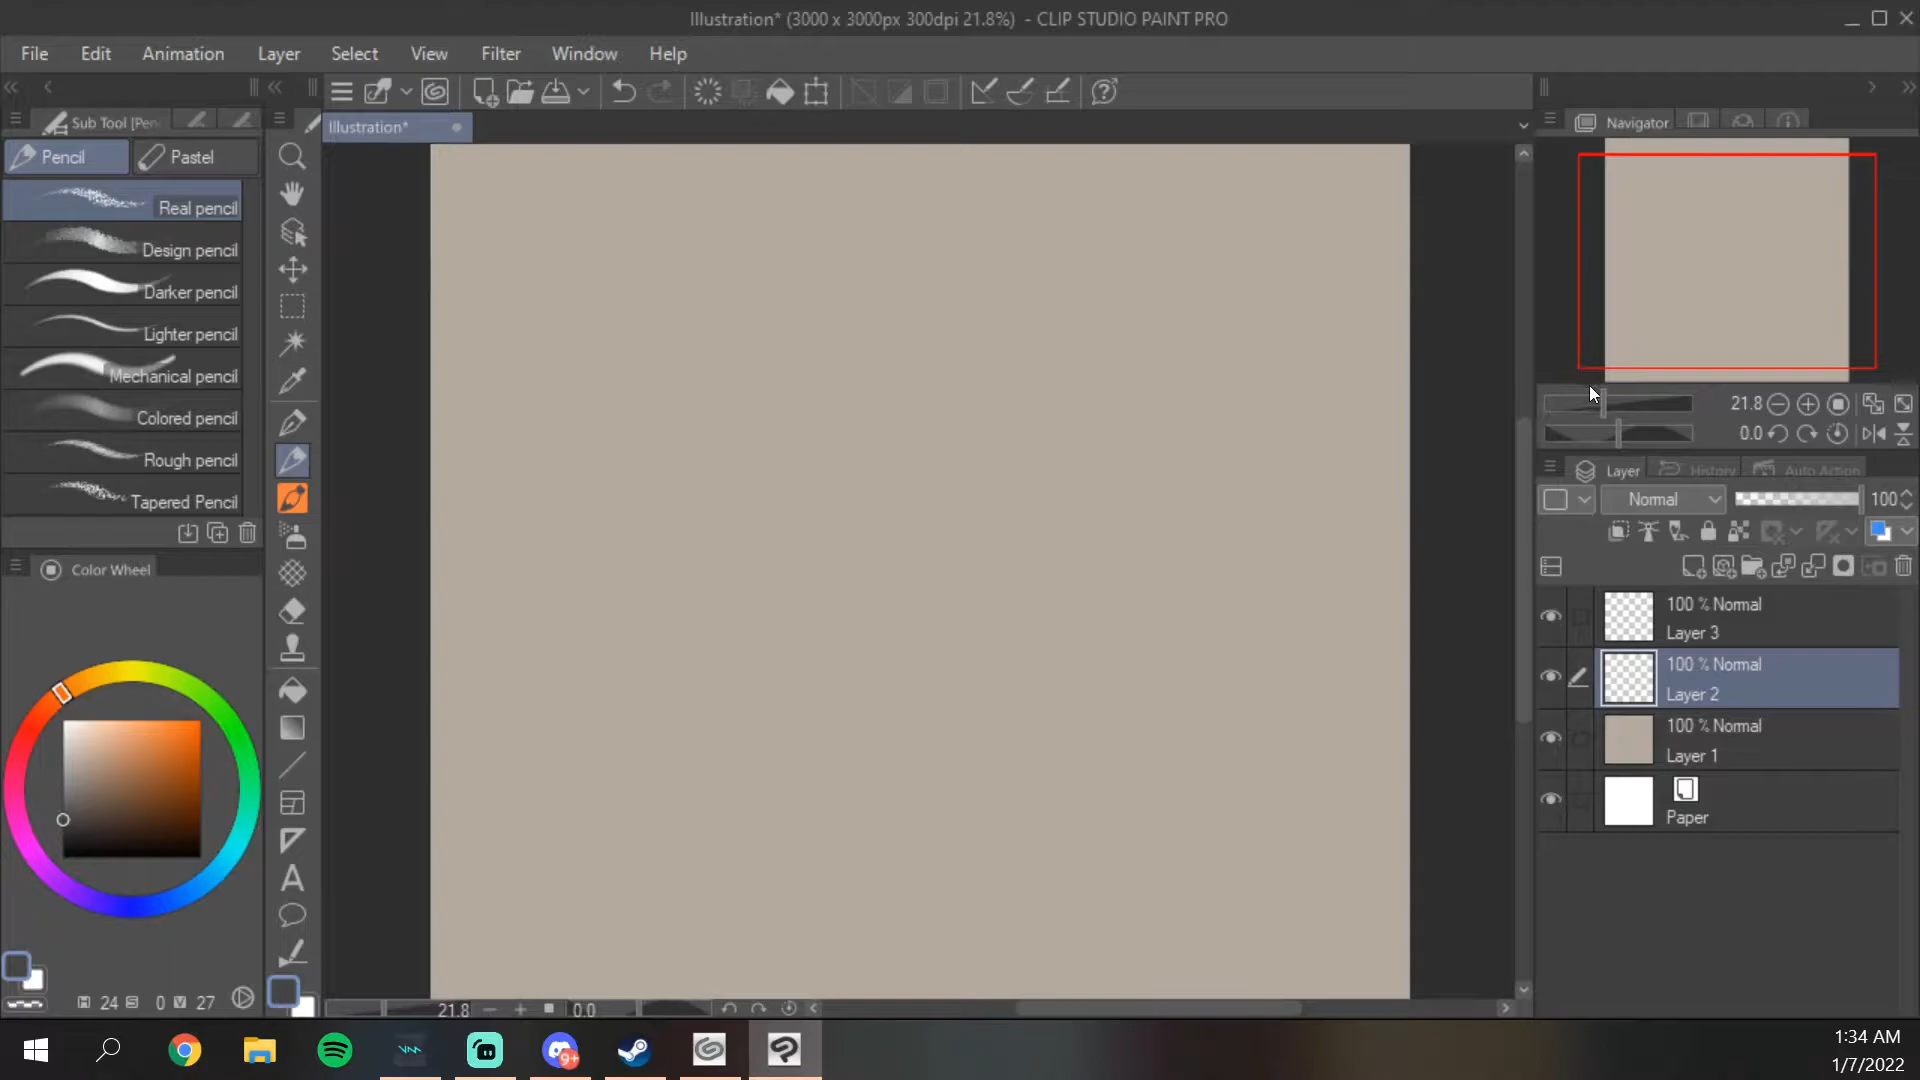 Illustration* (3000 x 3000px 300dpi 21.8%) - CLIP STUDIO PAINT PRO
File Edit Animation Layer Select View Filter Window Help
Sub Tool [Pen
Illustration*
Navigator
Pencil Pastel
Real pencil
Design pencil
Darker pencil
Lighter pencil
Mechanical pencil
Colored pencil
Rough pencil
Tapered Pencil
Color Wheel
H 24 S 0 V 27
21.8 0.0
21.8
0.0
Layer History Auto Action
Normal 100
100 % Normal
Layer 3
100 % Normal
Layer 2
100 % Normal
Layer 1
Paper
9+
1:34 AM
1/7/2022